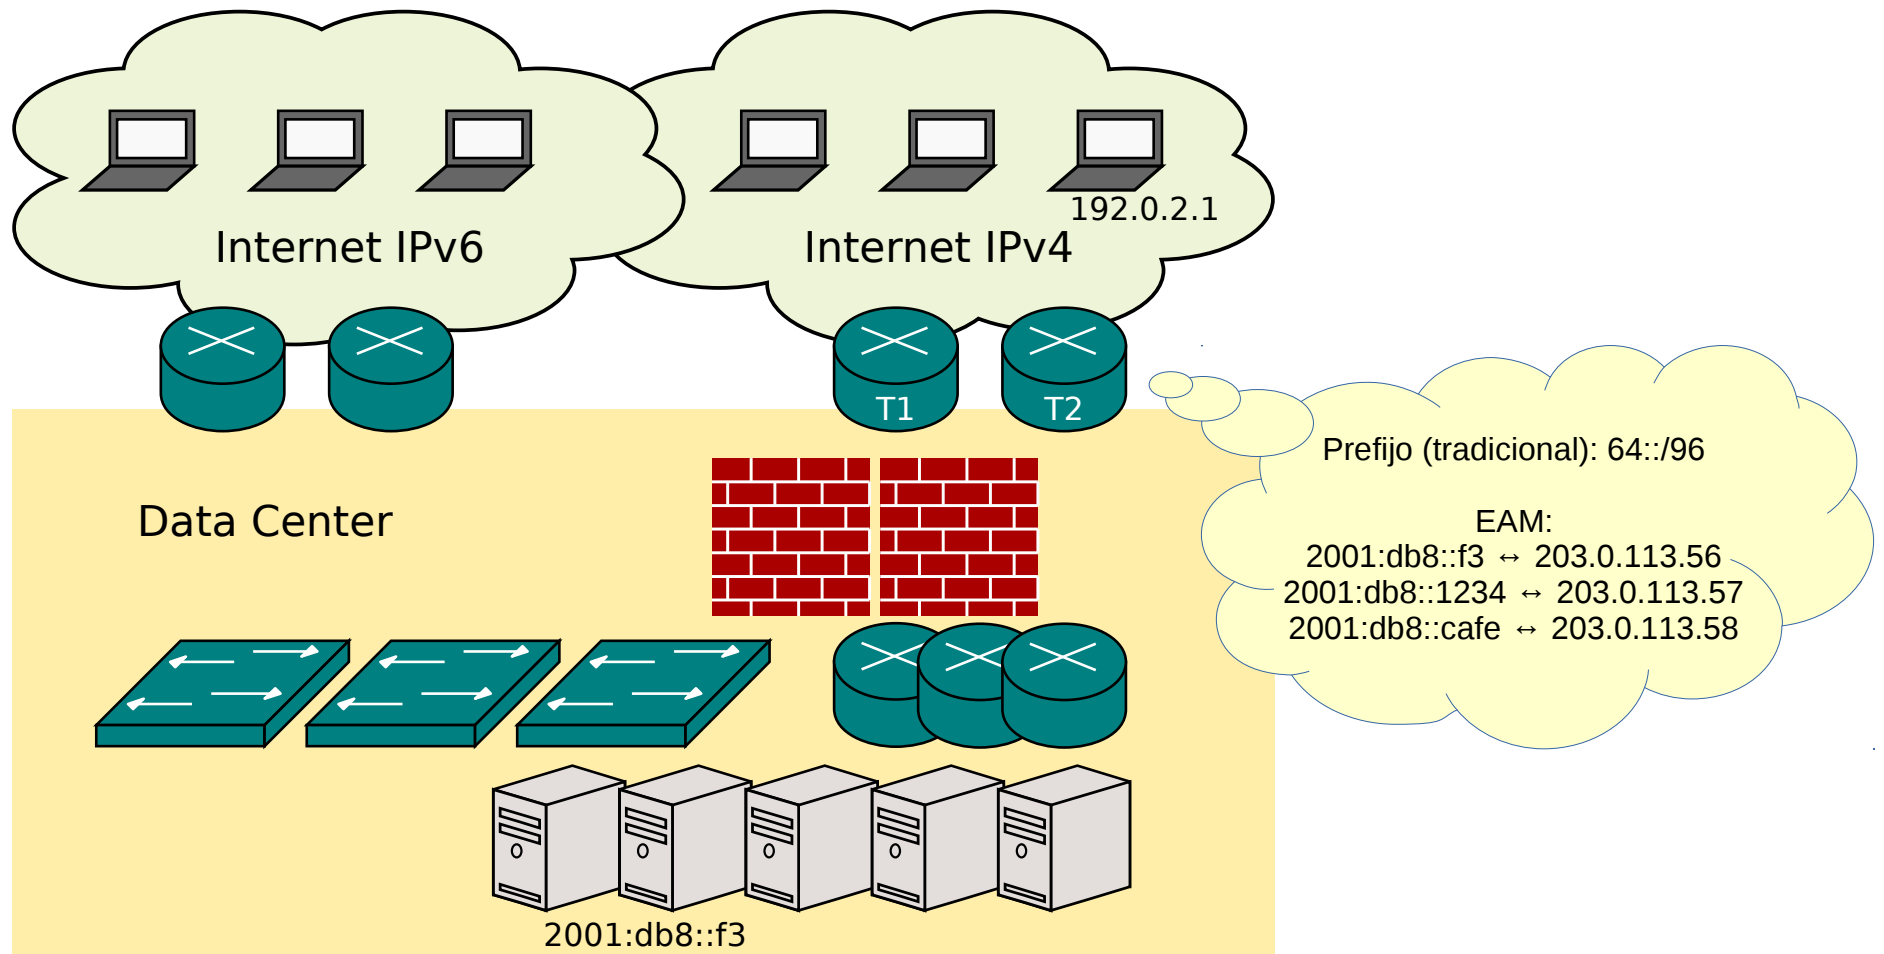 192.0.2.1
Internet IPv6
Internet IPv4
T1
T2
Prefijo (tradicional): 64::/96
Data Center
EAM:
2001:db8::f3 ↔ 203.0.113.56
2001:db8::1234 ↔ 203.0.113.57
2001:db8::cafe ↔ 203.0.113.58
2001:db8::f3